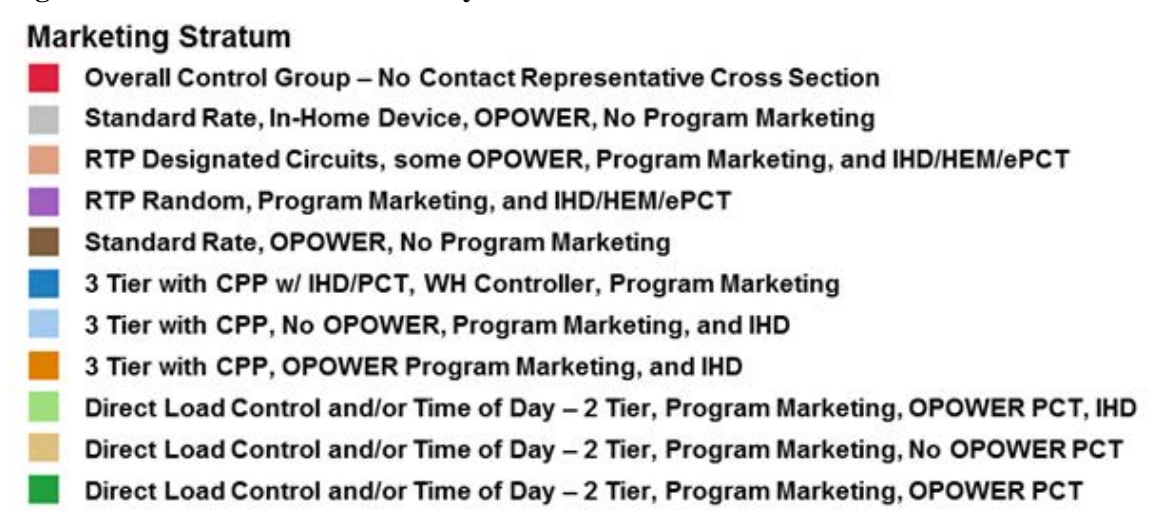 Marketing Stratum
Overall Control Group – No Contact Representative Cross Section
Standard Rate, In-Home Device, OPOWER, No Program Marketing
RTP Designated Circuits, some OPOWER, Program Marketing, and IHD/HEM/ePCT
RTP Random, Program Marketing, and IHD/HEM/ePCT
Standard Rate, OPOWER, No Program Marketing
3 Tier with CPP w/ IHD/PCT, WH Controller, Program Marketing
3 Tier with CPP, No OPOWER, Program Marketing, and IHD
3 Tier with CPP, OPOWER Program Marketing, and IHD
Direct Load Control and/or Time of Day – 2 Tier, Program Marketing, OPOWER PCT, IHD
Direct Load Control and/or Time of Day – 2 Tier, Program Marketing, No OPOWER PCT
Direct Load Control and/or Time of Day – 2 Tier, Program Marketing, OPOWER PCT